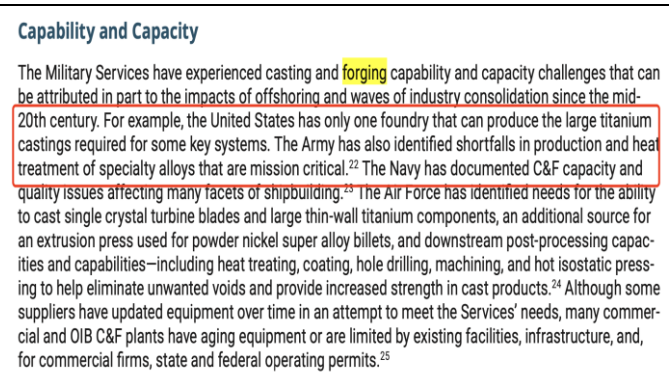 Capability and Capacity
The Military Services have experienced casting and forging capability and capacity challenges that can
be attributed in part to the impacts of offshoring and waves of industry consolidation since the mid-
20th century. For example, the United States has only one foundry that can produce the large titanium
castings required for some key systems. The Army has also identified shortfalls in production and heat
treatment of specialty alloys that are mission critical.22 The Navy has documented C&F capacity and
quality issues affecting many facets of shipbuilding.23 The Air Force has identified needs for the ability
to cast single crystal turbine blades and large thin-wall titanium components, an additional source for
an extrusion press used for powder nickel super alloy billets, and downstream post-processing capac-
ities and capabilities—including heat treating, coating, hole drilling, machining, and hot isostatic press-
ing to help eliminate unwanted voids and provide increased strength in cast products.24 Although some
suppliers have updated equipment over time in an attempt to meet the Services' needs, many commer-
cial and OIB C&F plants have aging equipment or are limited by existing facilities, infrastructure, and,
for commercial firms, state and federal operating permits.25